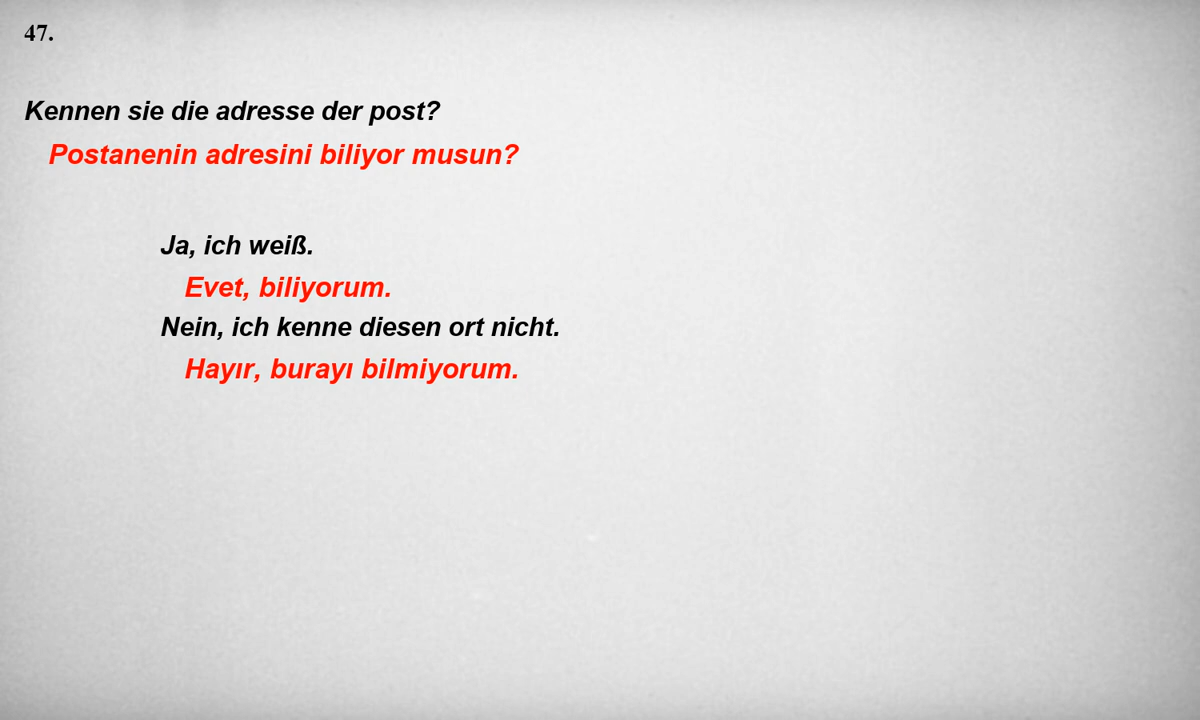 47.
Kennen sie die adresse der post?
Postanenin adresini biliyor musun?
Ja, ich weiß.
Evet, biliyorum.
Nein, ich kenne diesen ort nicht.
Hayır, burayı bilmiyorum.